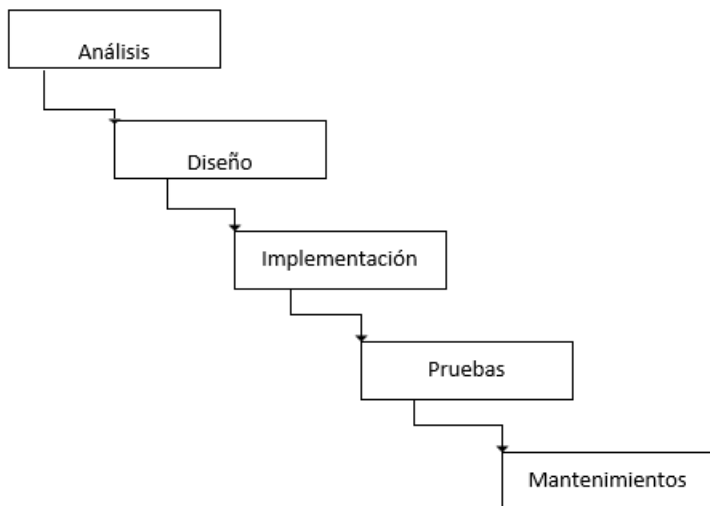 Análisis
Diseño
Implementación
Pruebas
Mantenimientos